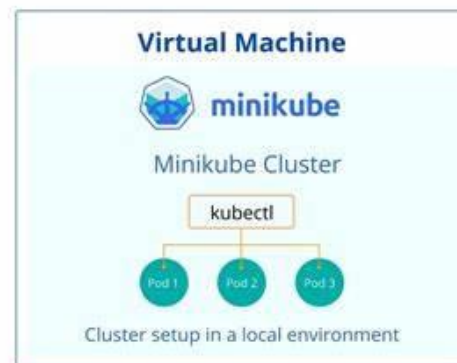 Virtual Machine
minikube
Minikube Cluster
kubectl
Pod 1 Pod 2 Pod 3
Cluster setup in a local environment